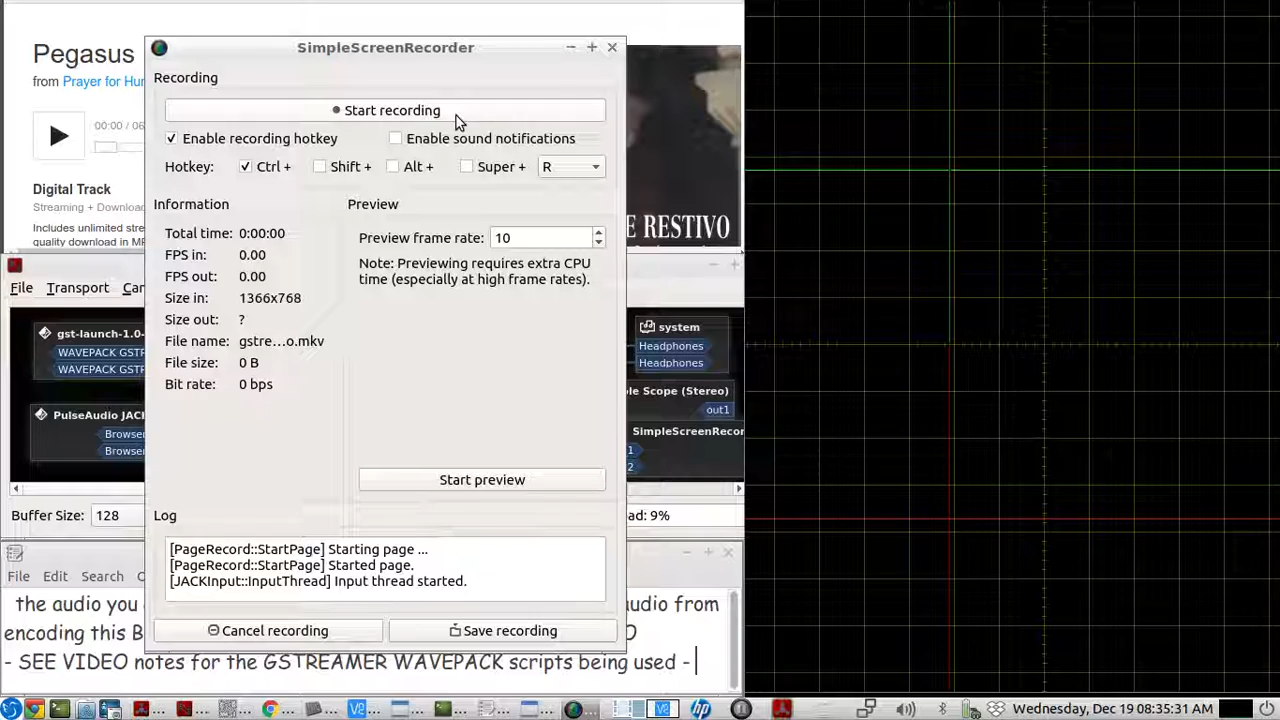 Pegasus
from Prayer for Hu
00:00 / 06
Digital Track
Streaming + Download
Includes unlimited stre
quality download in MP
E RESTIVO
SimpleScreenRecorder
Recording
Start recording
Enable recording hotkey
Enable sound notifications
Hotkey: Ctrl + Shift + Alt + Super + R
Information
Total time: 0:00:00
FPS in: 0.00
FPS out: 0.00
Size in: 1366x768
Size out: ?
File name: gstre...o.mkv
File size: 0 B
Bit rate: 0 bps
Preview
Preview frame rate: 10
Note: Previewing requires extra CPU
time (especially at high frame rates).
Start preview
Log
[PageRecord::StartPage] Starting page ...
[PageRecord::StartPage] Started page.
[JACKInput::InputThread] Input thread started.
Cancel recording
Save recording
File Transport Can
gst-launch-1.0-
WAVEPACK GSTR
WAVEPACK GSTR
PulseAudio JACK
Browser
Browser
system
Headphones
Headphones
le Scope (Stereo)
out1
SimpleScreenRecor
1
2
Buffer Size: 128
ad: 9%
File Edit Search
the audio you
udio from
encoding this B
O
- SEE VIDEO notes for the GSTREAMER WAVEPACK scripts being used -
Wednesday, Dec 19 08:35:31 AM